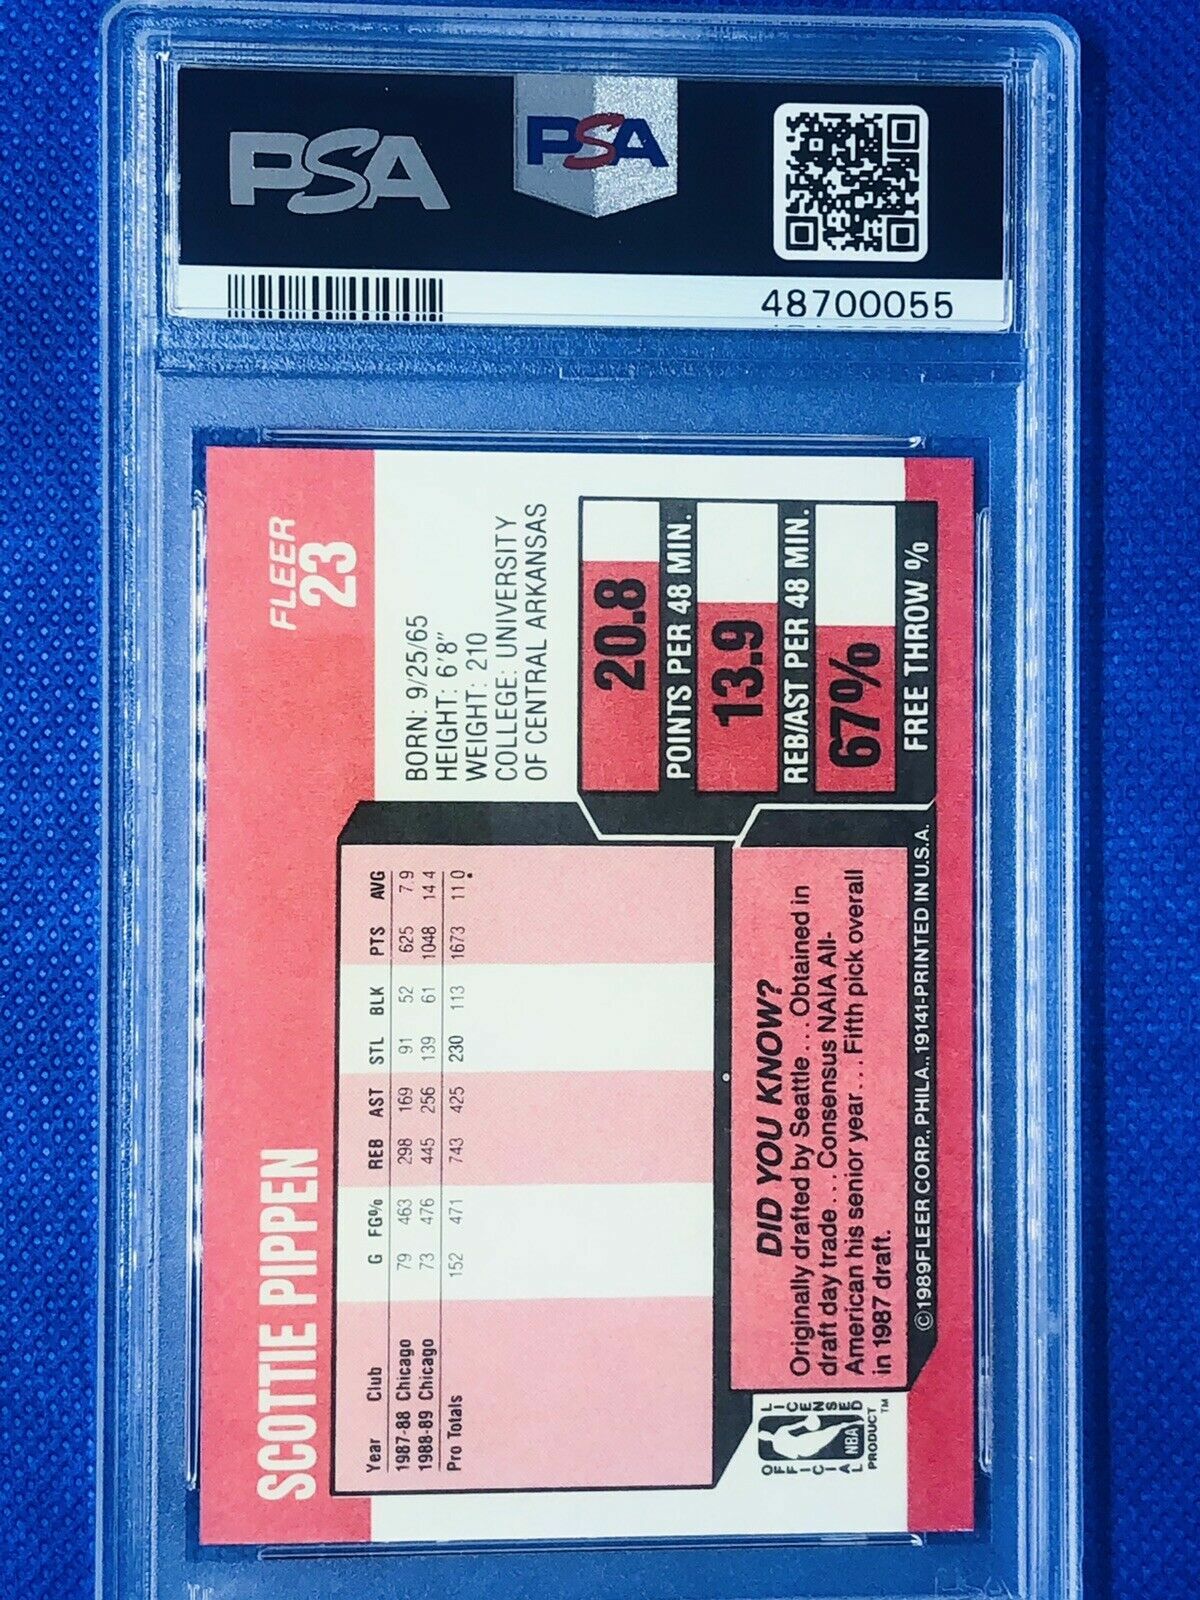 PSA
PSA
48700055
FLEER
23
SCOTTIE PIPPEN
BORN: 9/25/65
HEIGHT: 6'8"
WEIGHT: 210
COLLEGE: UNIVERSITY
OF CENTRAL ARKANSAS
Year Club G FG% REB AST STL BLK PTS AVG
1987-88 Chicago 79 463 298 169 91 52 625 7.9
1988-89 Chicago 73 476 445 256 139 61 1048 14.4
Pro Totals 152 471 743 425 230 113 1673 11.0
20.8
POINTS PER 48 MIN.
13.9
REB/AST PER 48 MIN.
67%
FREE THROW %
DID YOU KNOW?
Originally drafted by Seattle...Obtained in
draft day trade...Consensus NAIA All-
American his senior year...Fifth pick overall
in 1987 draft.
OFFICIAL LICENSED
NBA
PRODUCT™
©1989FLEER CORP., PHILA., 19141-PRINTED IN U.S.A.